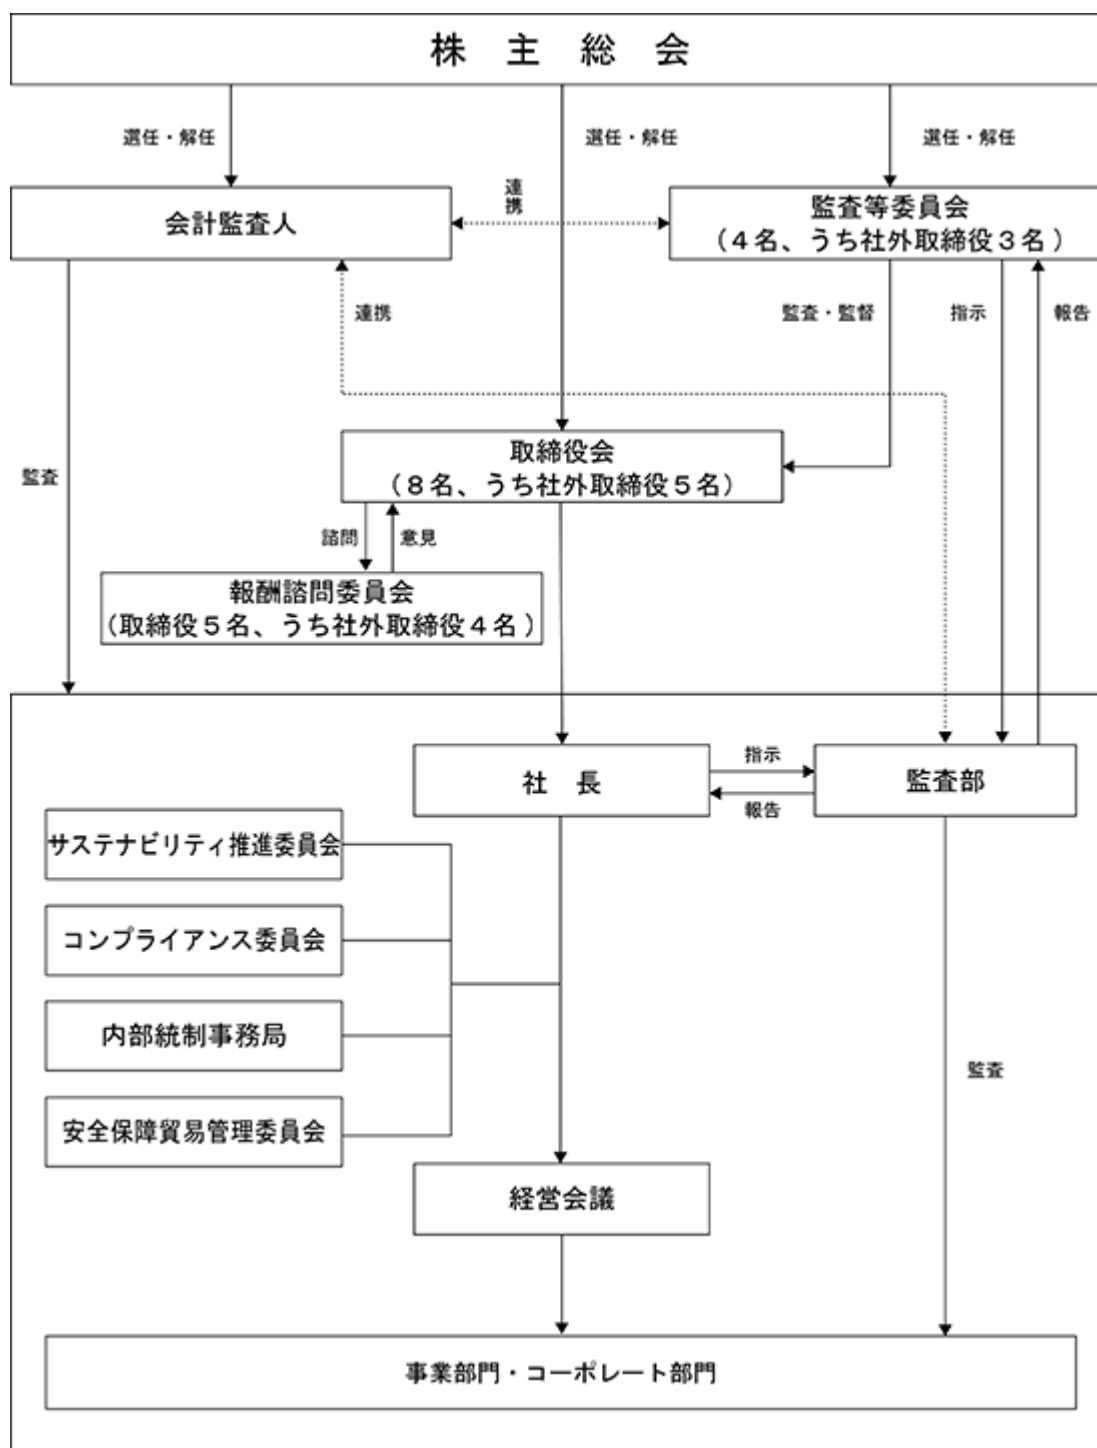 株 主 総 会
選任・解任
選任・解任
選任・解任
会計監査人
連携
監査等委員会
(4名、うち社外取締役3名)
連携
監査・監督
指示
報告
取締役会
(8名、うち社外取締役5名)
監査
諮問
意見
報酬諮問委員会
(取締役5名、うち社外取締役4名)
社 長
指示
報告
監査部
サステナビリティ推進委員会
コンプライアンス委員会
内部統制事務局
安全保障貿易管理委員会
監査
経営会議
事業部門・コーポレート部門